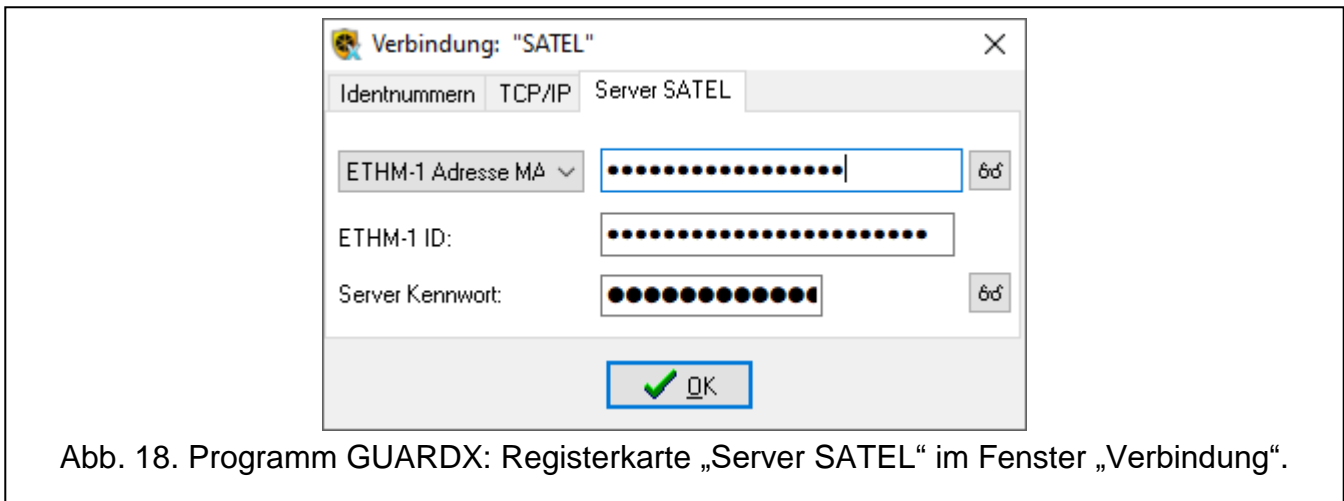 Verbindung: "SATEL"
Identnummern TCP/IP Server SATEL
ETHM-1 Adresse MA
ETHM-1 ID:
Server Kennwort:
OK
Abb. 18. Programm GUARDX: Registerkarte „Server SATEL“ im Fenster „Verbindung“.